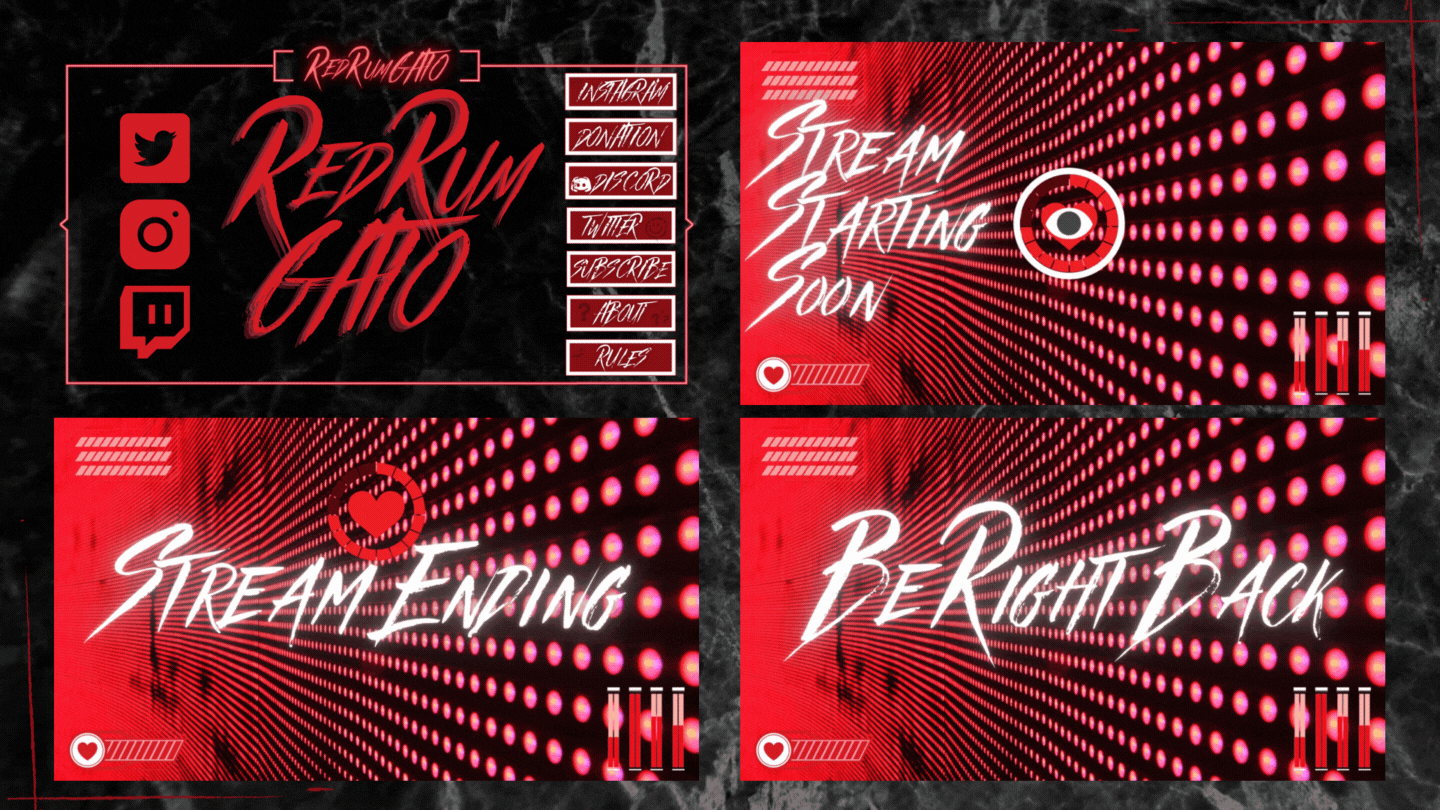 RedRumGATO
RedRum
GATO
INSTAGRAM
DONATION
DISCORD
TWITTER
SUBSCRIBE
ABOUT
RULES
Stream
Starting
Soon
Stream Ending
Be Right Back